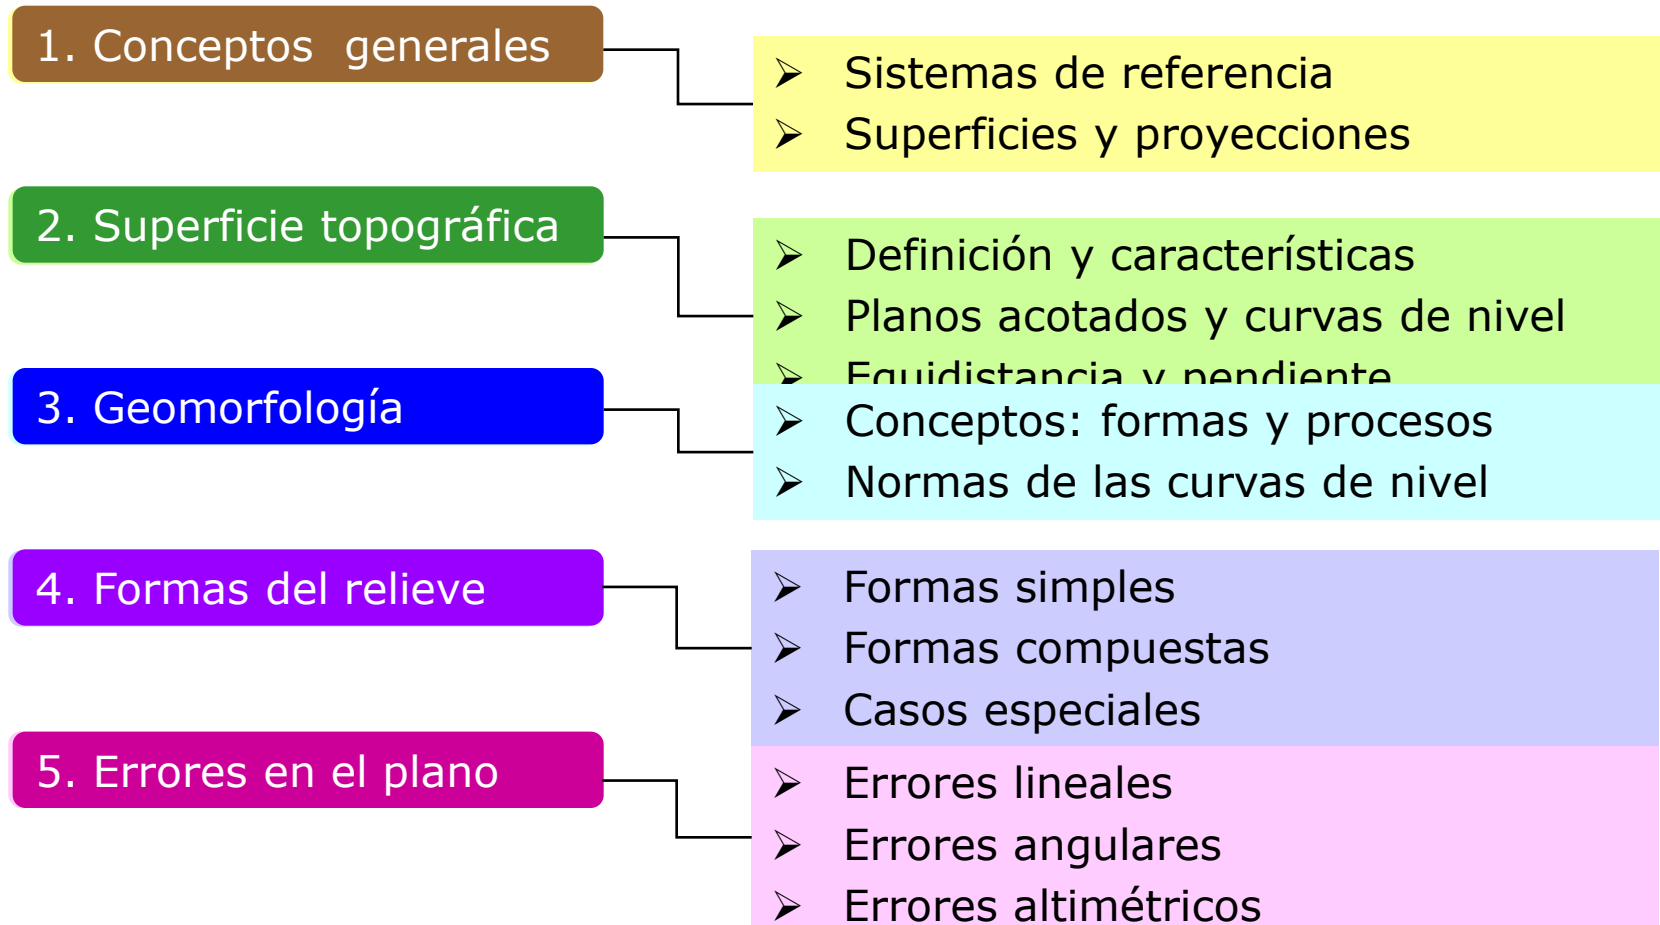 1. Conceptos generales
➢ Sistemas de referencia
➢ Superficies y proyecciones
2. Superficie topográfica
➢ Definición y características
➢ Planos acotados y curvas de nivel
➢ Equidistancia y pendiente
3. Geomorfología
➢ Conceptos: formas y procesos
➢ Normas de las curvas de nivel
4. Formas del relieve
➢ Formas simples
➢ Formas compuestas
➢ Casos especiales
5. Errores en el plano
➢ Errores lineales
➢ Errores angulares
➢ Errores altimétricos